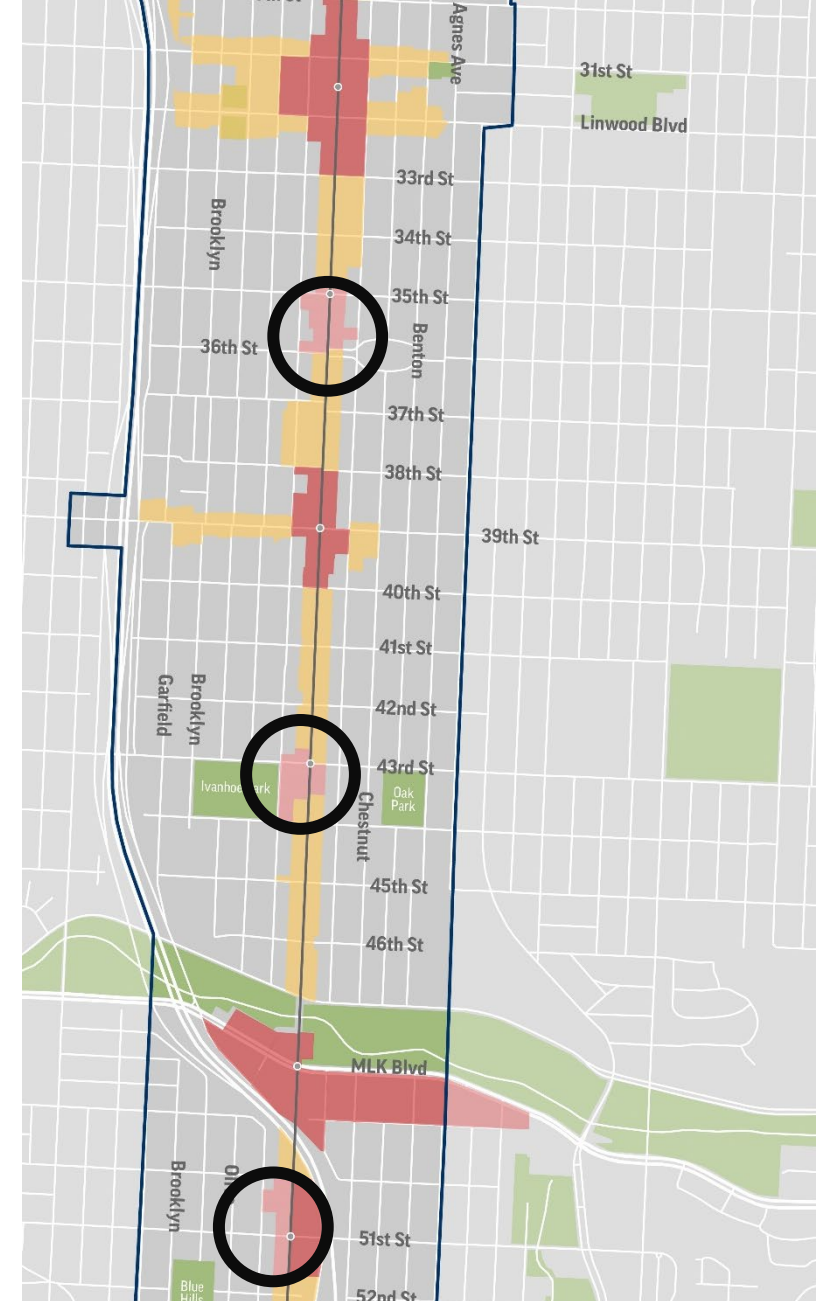 Agnes Ave
31st St
Linwood Blvd
33rd St
Brooklyn
34th St
35th St
Benton
36th St
37th St
38th St
39th St
40th St
41st St
Brooklyn
Garfield
42nd St
43rd St
Ivanhoe
Oak
Park
Chestnut
45th St
46th St
MLK Blvd
Brooklyn
51st St
Blue
Hills
52nd St